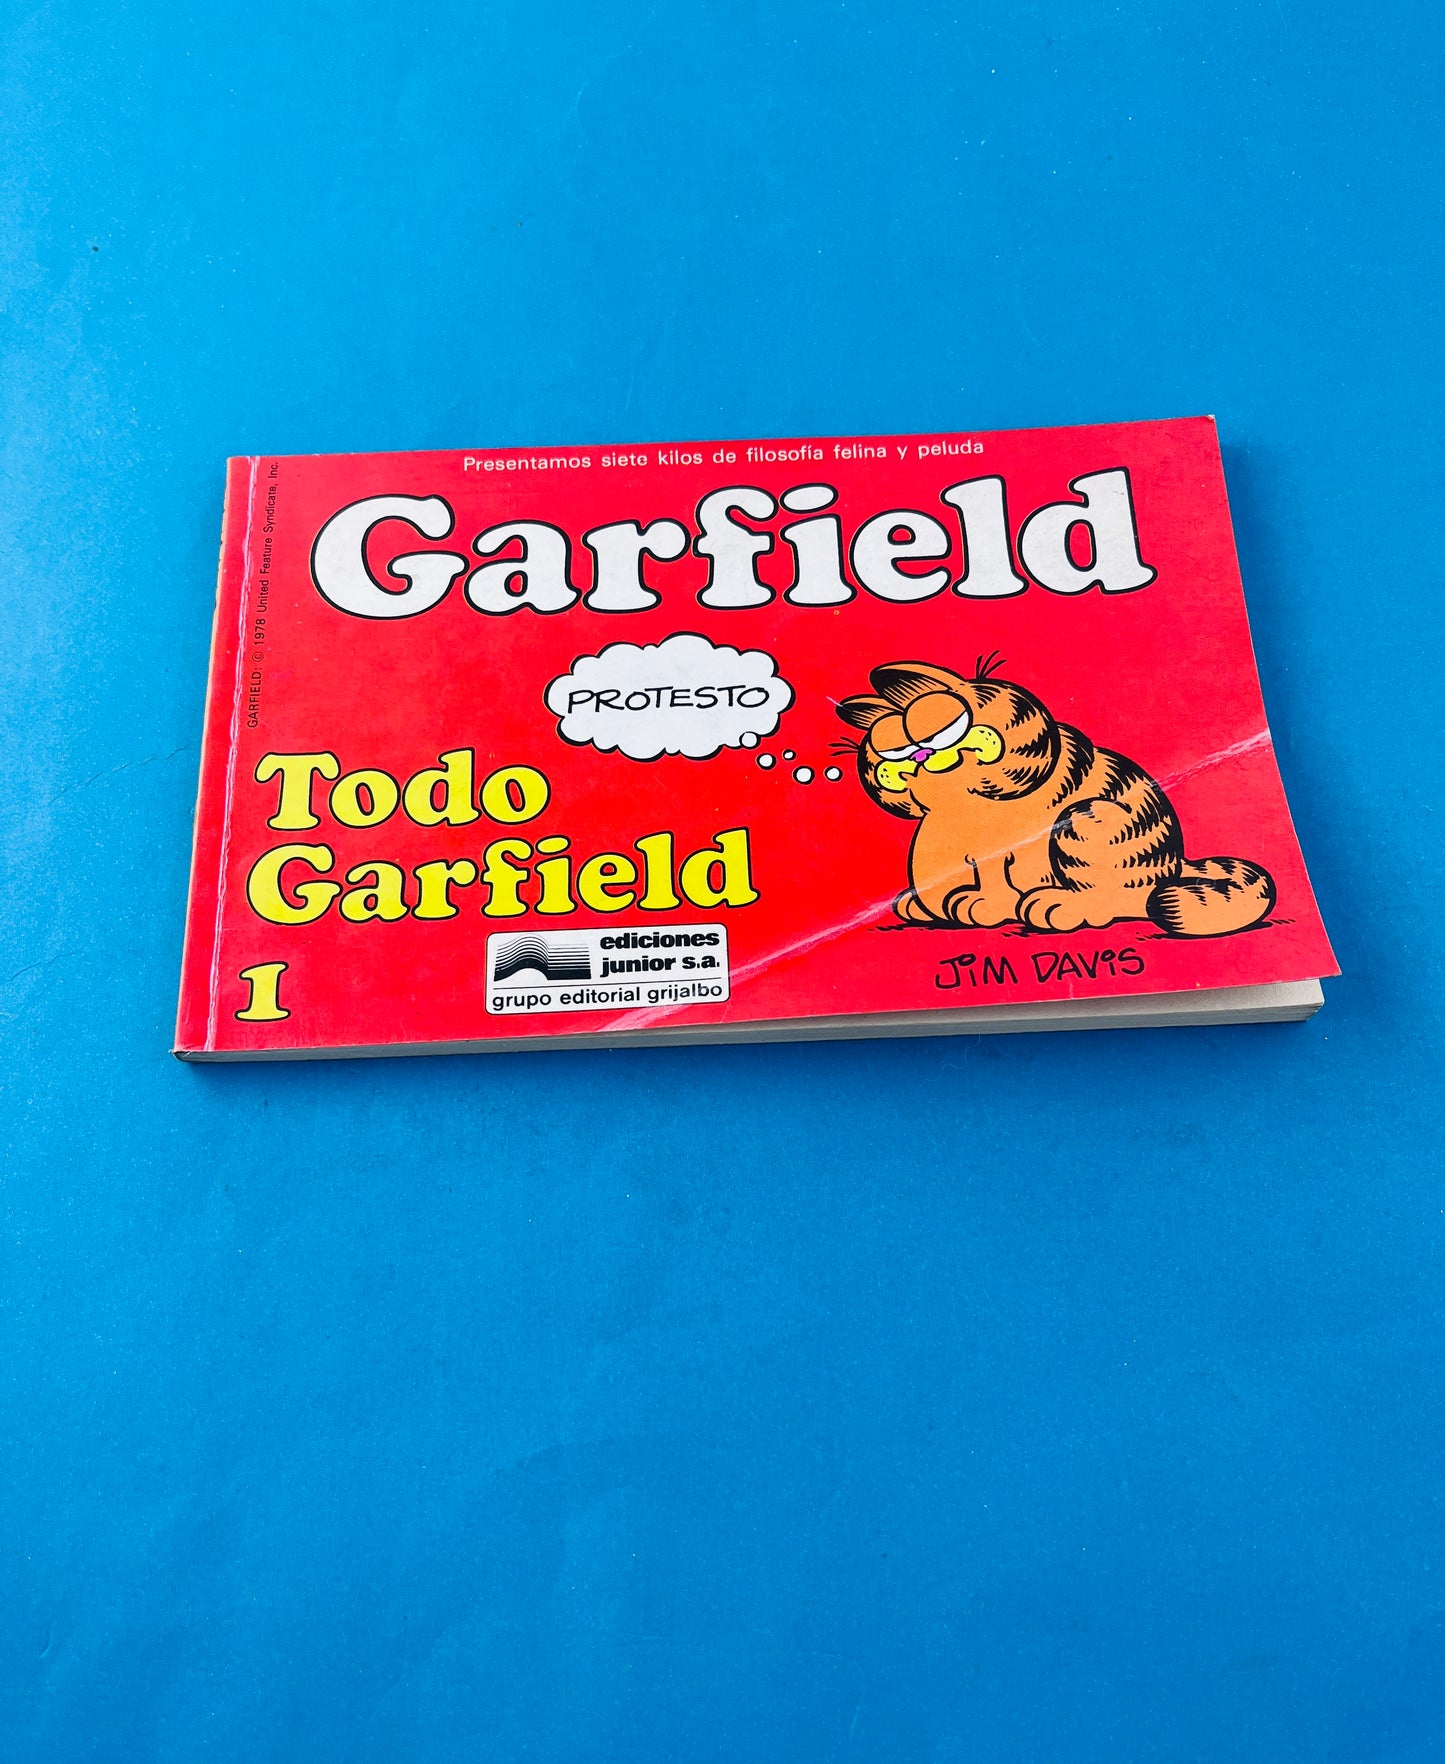 Presentamos siete kilos de filosofía felina y peluda
Garfield
GARFIELD: © 1978 United Feature Syndicate, Inc.
PROTESTO
Todo
Garfield
1
ediciones
junior s.a.
grupo editorial grijalbo
JIM DAVIS